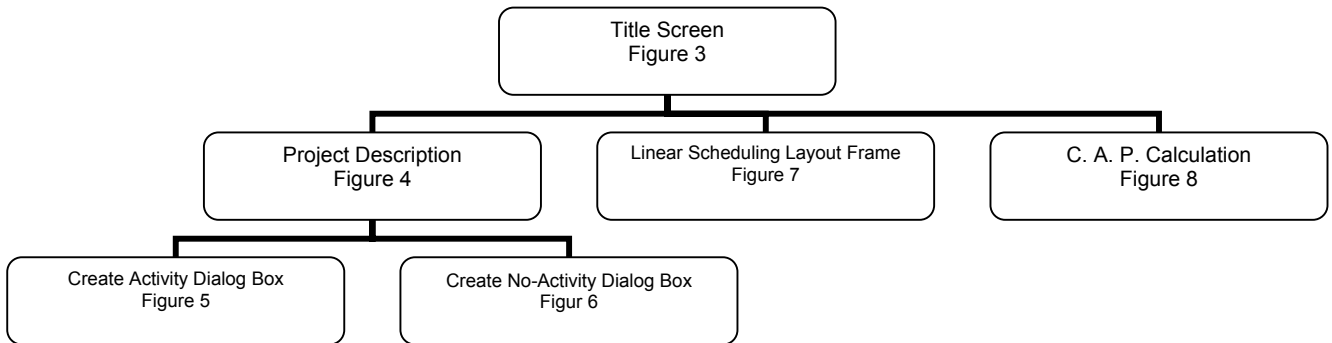 Title Screen
Figure 3
Project Description
Figure 4
Linear Scheduling Layout Frame
Figure 7
C. A. P. Calculation
Figure 8
Create Activity Dialog Box
Figure 5
Create No-Activity Dialog Box
Figur 6